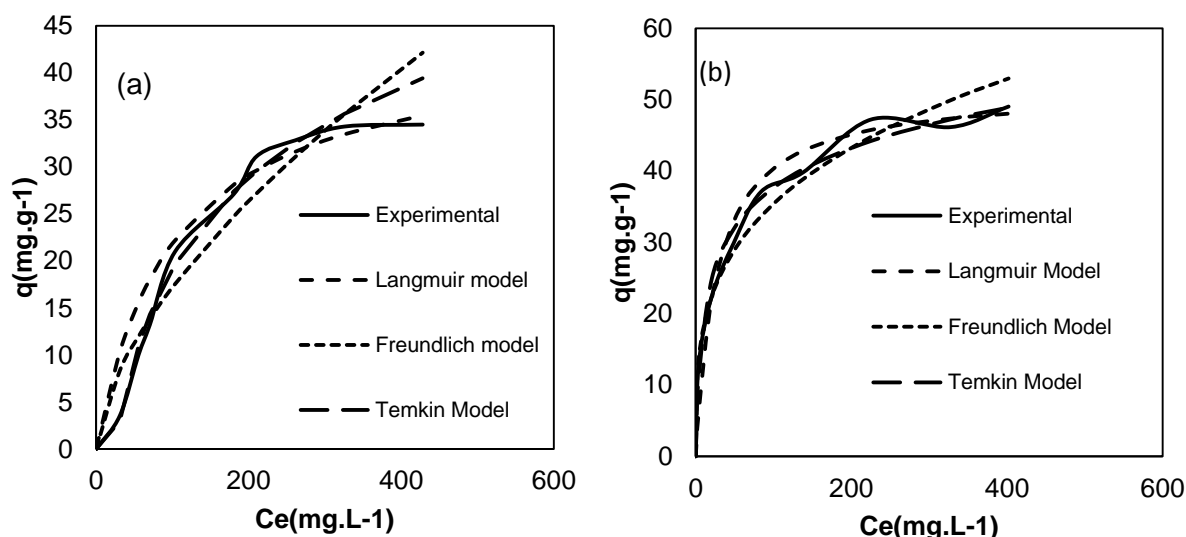 (a)
q(mg.g-1)
45
40
35
30
25
20
15
10
5
0
0 200 400 600
Ce(mg.L-1)
Experimental
Langmuir model
Freundlich model
Temkin Model
(b)
q(mg.g-1)
60
50
40
30
20
10
0
0 200 400 600
Ce(mg.L-1)
Experimental
Langmuir Model
Freundlich Model
Temkin Model